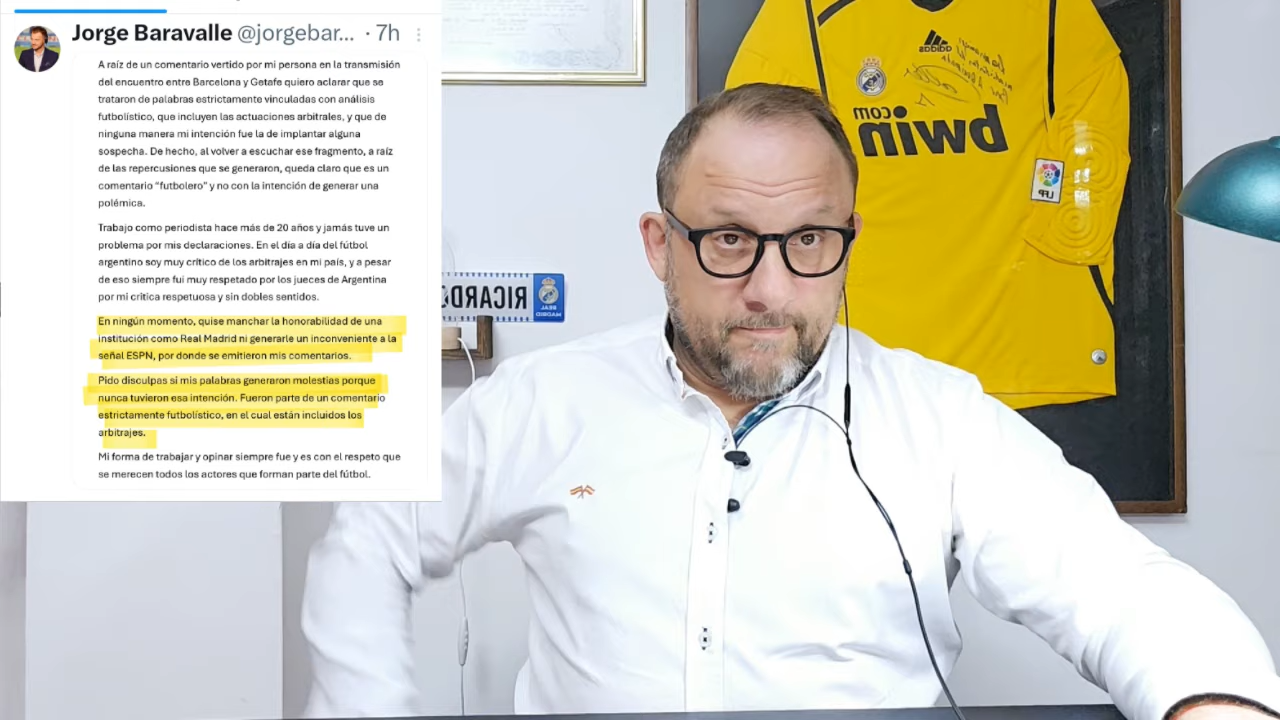 Jorge Baravalle @jorgebar... · 7h
A raíz de un comentario vertido por mi persona en la transmisión
del encuentro entre Barcelona y Getafe quiero aclarar que se
trataron de palabras estrictamente vinculadas con análisis
futbolístico, que incluyen las actuaciones arbitrales, y que de
ninguna manera mi intención fue la de implantar alguna
sospecha. De hecho, al volver a escuchar ese fragmento, a raíz
de las repercusiones que se generaron, queda claro que es un
comentario “futbolero” y no con la intención de generar una
polémica.
Trabajo como periodista hace más de 20 años y jamás tuve un
problema por mis declaraciones. En el día a día del fútbol
argentino soy muy crítico de los arbitrajes en mi país, y a pesar
de eso siempre fui muy respetado por los jueces de Argentina
por mi crítica respetuosa y sin dobles sentidos.
En ningún momento, quise manchar la honorabilidad de una
institución como Real Madrid ni generarle un inconveniente a la
señal ESPN, por donde se emitieron mis comentarios.
Pido disculpas si mis palabras generaron molestias porque
nunca tuvieron esa intención. Fueron parte de un comentario
estrictamente futbolístico, en el cual están incluidos los
arbitrajes.
Mi forma de trabajar y opinar siempre fue y es con el respeto que
se merecen todos los actores que forman parte del fútbol.
adidas
bwin
.com
LFP
RICARDO
REAL
MADRID